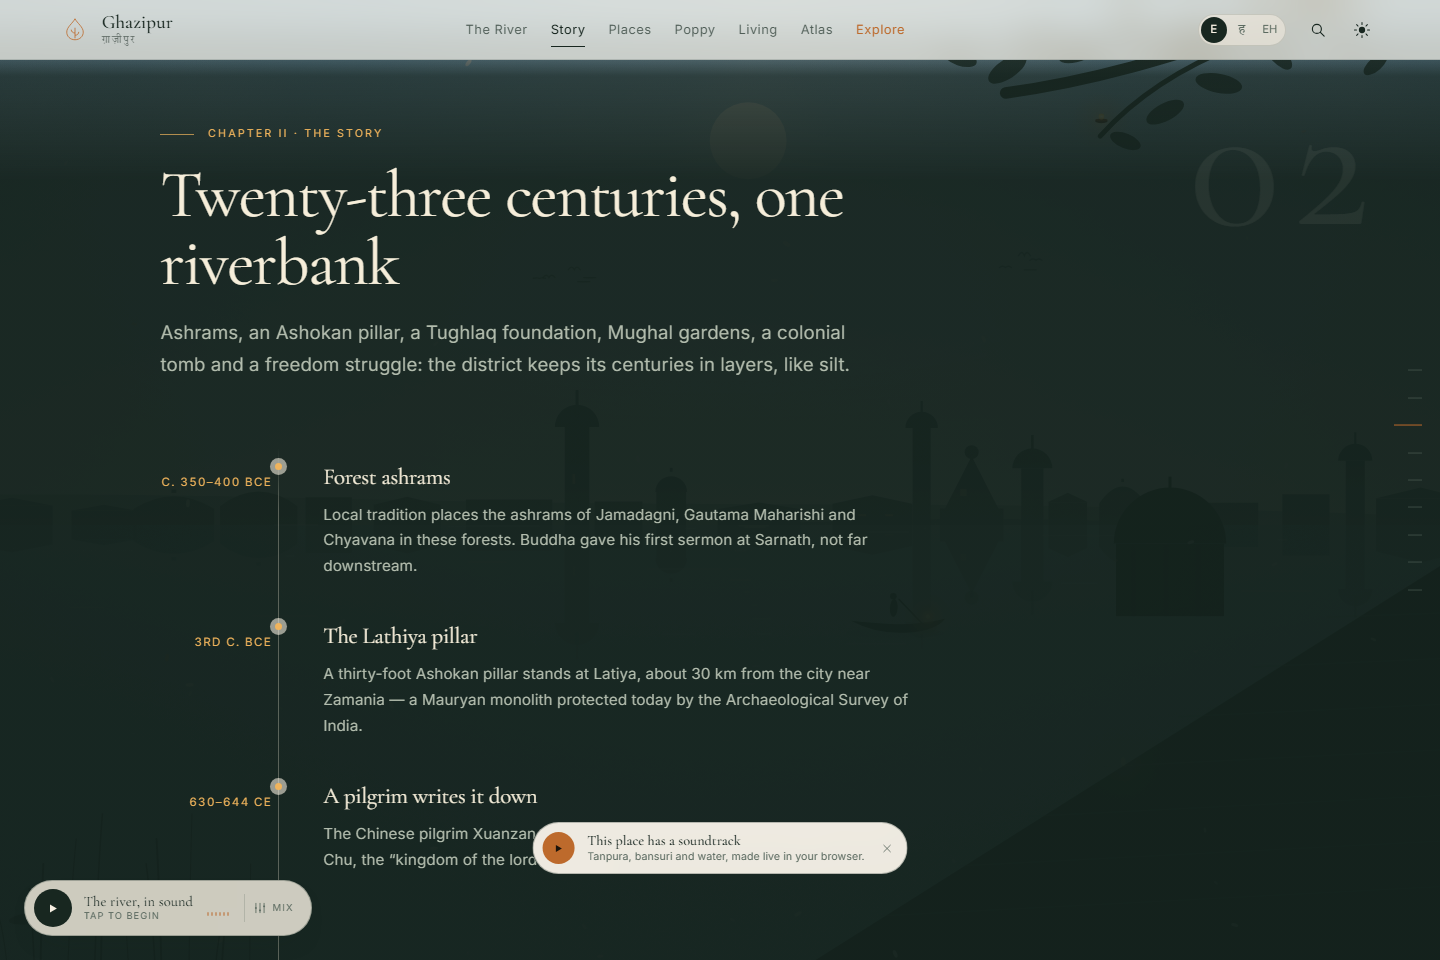 Ghazipur
ग़ाज़ीपुर
The River
Story
Places
Poppy
Living
Atlas
Explore
E
ह
EH
CHAPTER II · THE STORY
02
Twenty-three centuries, one
riverbank
Ashrams, an Ashokan pillar, a Tughlaq foundation, Mughal gardens, a colonial
tomb and a freedom struggle: the district keeps its centuries in layers, like silt.
C. 350–400 BCE
Forest ashrams
Local tradition places the ashrams of Jamadagni, Gautama Maharishi and
Chyavana in these forests. Buddha gave his first sermon at Sarnath, not far
downstream.
3RD C. BCE
The Lathiya pillar
A thirty-foot Ashokan pillar stands at Latiya, about 30 km from the city near
Zamania — a Mauryan monolith protected today by the Archaeological Survey of
India.
630–644 CE
A pilgrim writes it down
The Chinese pilgrim Xuanzan
Chu, the “kingdom of the lord
This place has a soundtrack
Tanpura, bansuri and water, made live in your browser.
The river, in sound
TAP TO BEGIN
MIX